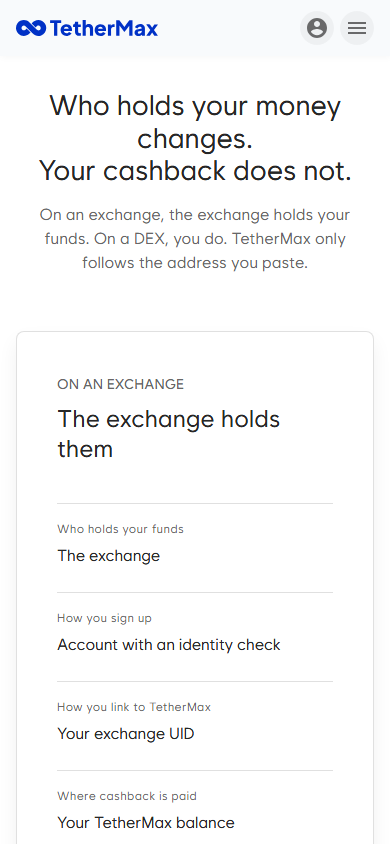 TetherMax
Who holds your money
changes.
Your cashback does not.
On an exchange, the exchange holds your
funds. On a DEX, you do. TetherMax only
follows the address you paste.
ON AN EXCHANGE
The exchange holds
them
Who holds your funds
The exchange
How you sign up
Account with an identity check
How you link to TetherMax
Your exchange UID
Where cashback is paid
Your TetherMax balance